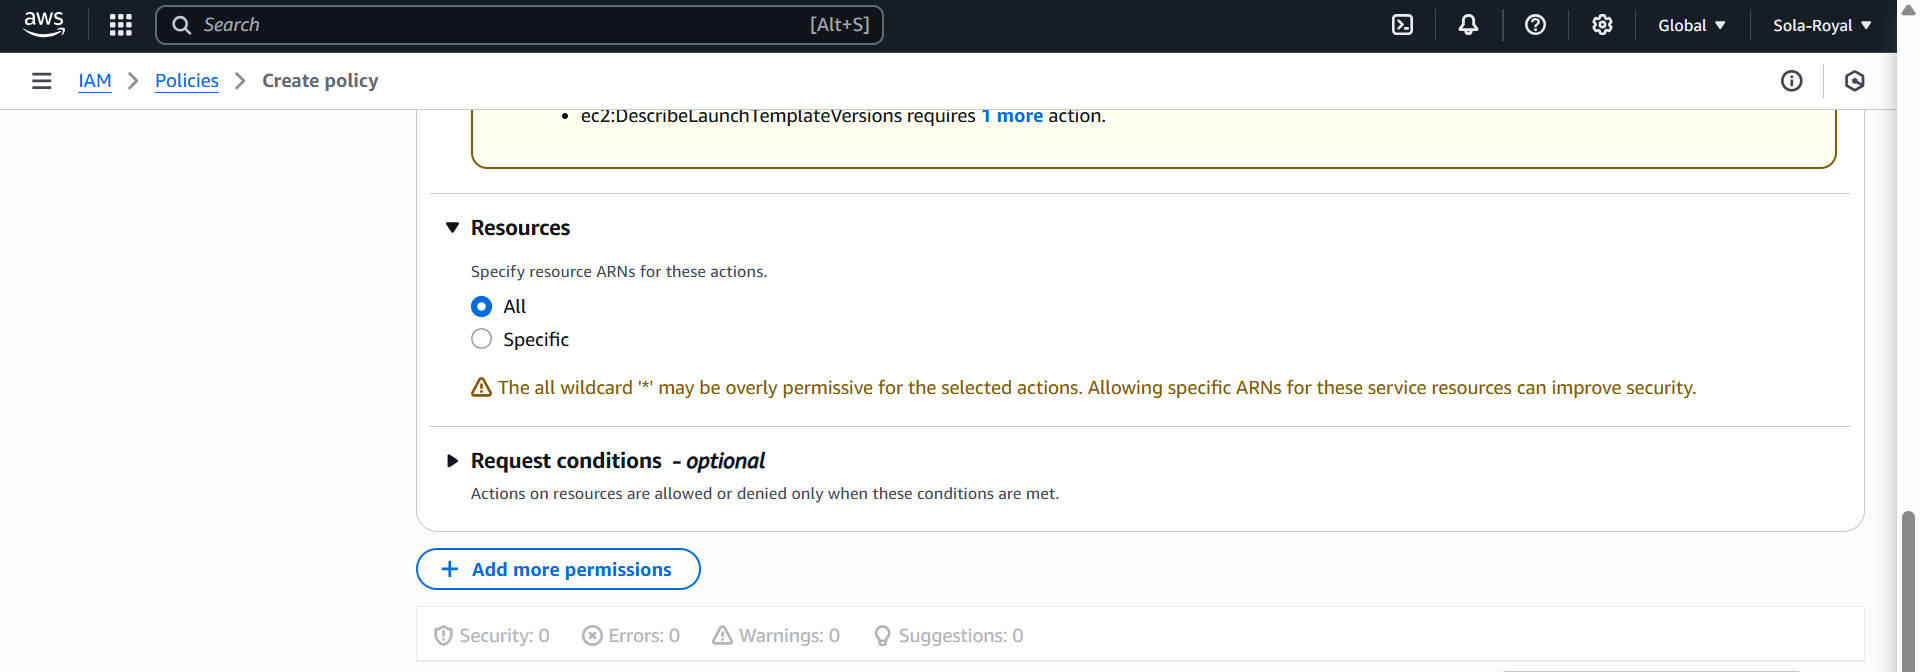 aws
Search [Alt+S]
Global
Sola-Royal
IAM
Policies
Create policy
ec2:DescribeLaunchTemplateVersions requires 1 more action.
Resources
Specify resource ARNs for these actions.
All
Specific
The all wildcard '*' may be overly permissive for the selected actions. Allowing specific ARNs for these service resources can improve security.
Request conditions - optional
Actions on resources are allowed or denied only when these conditions are met.
+ Add more permissions
Security: 0 Errors: 0 Warnings: 0 Suggestions: 0